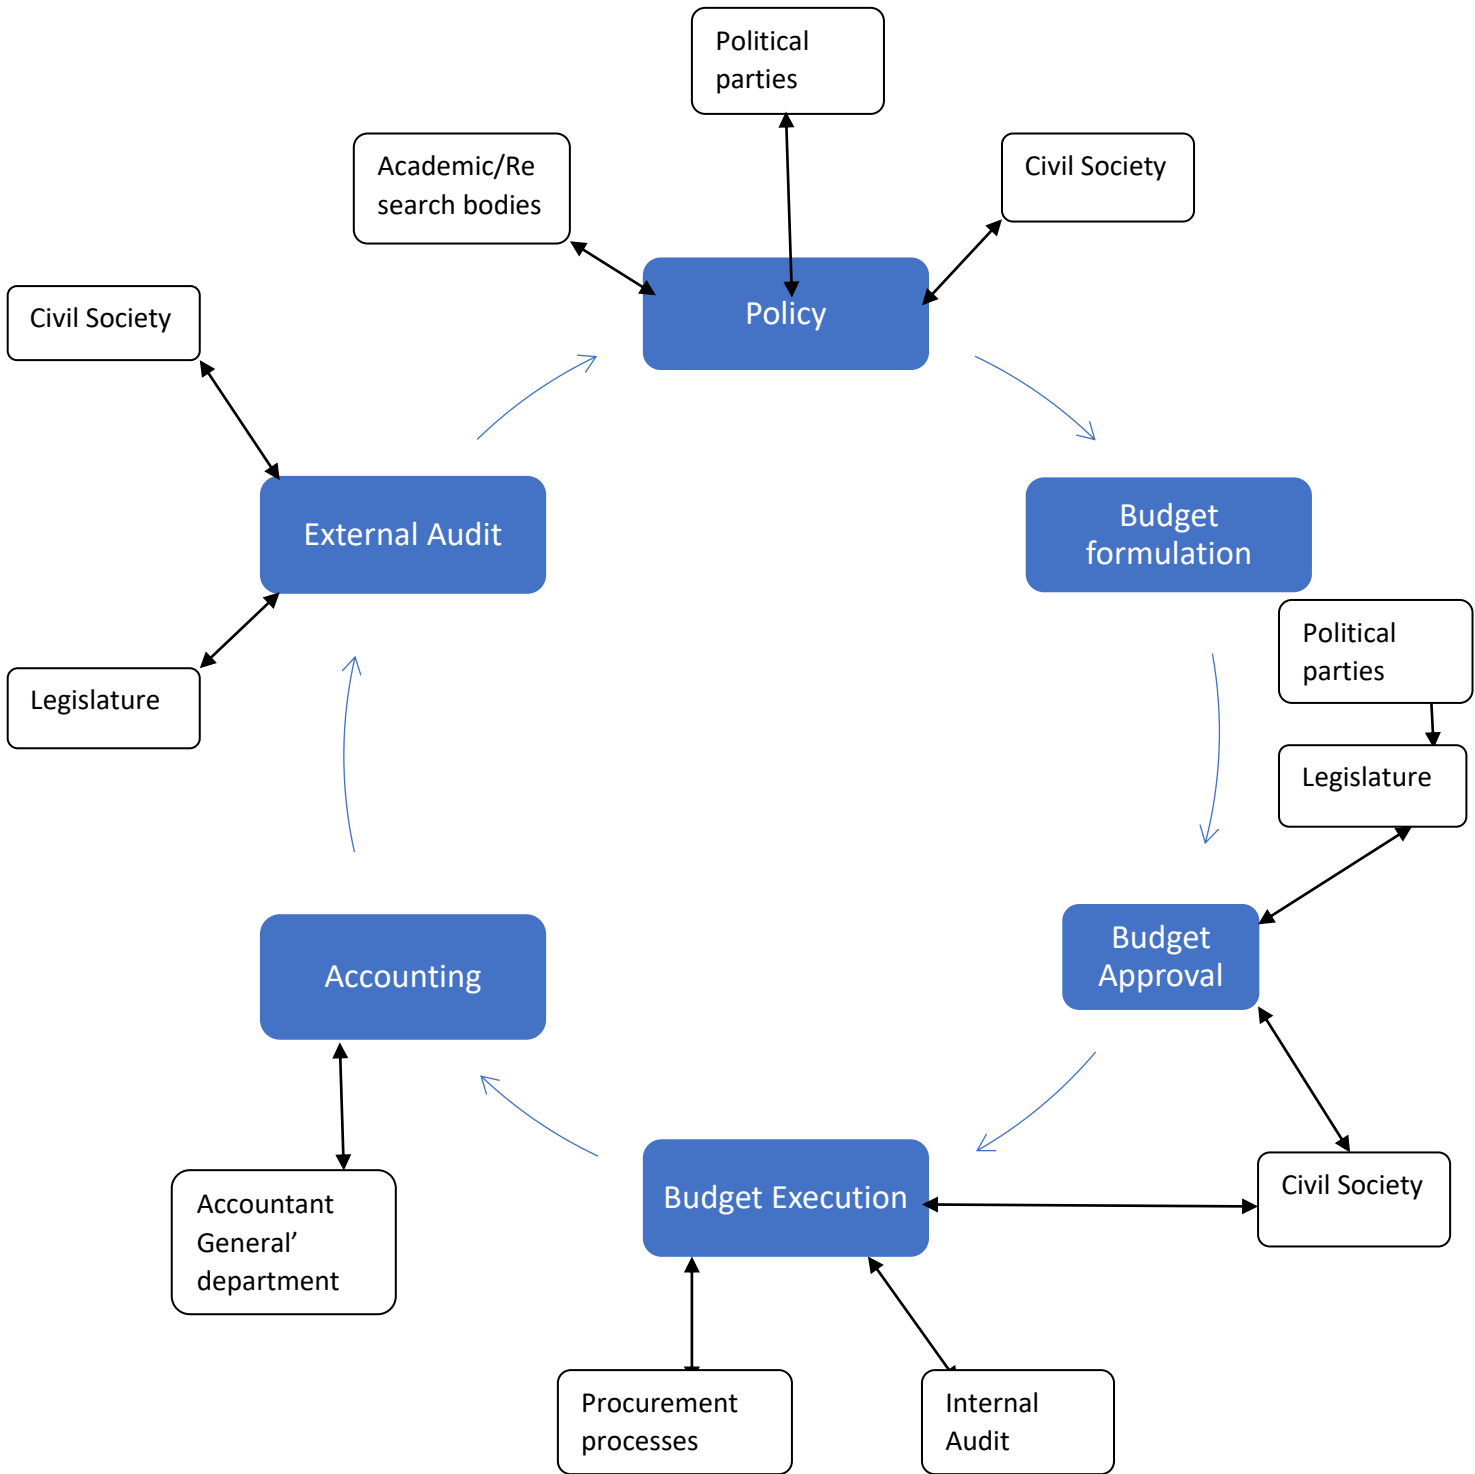 Political
parties
Academic/Re
search bodies
Civil Society
Policy
Civil Society
External Audit
Budget
formulation
Political
parties
Legislature
Legislature
Budget
Approval
Accounting
Budget Execution
Civil Society
Accountant
General’
department
Procurement
processes
Internal
Audit